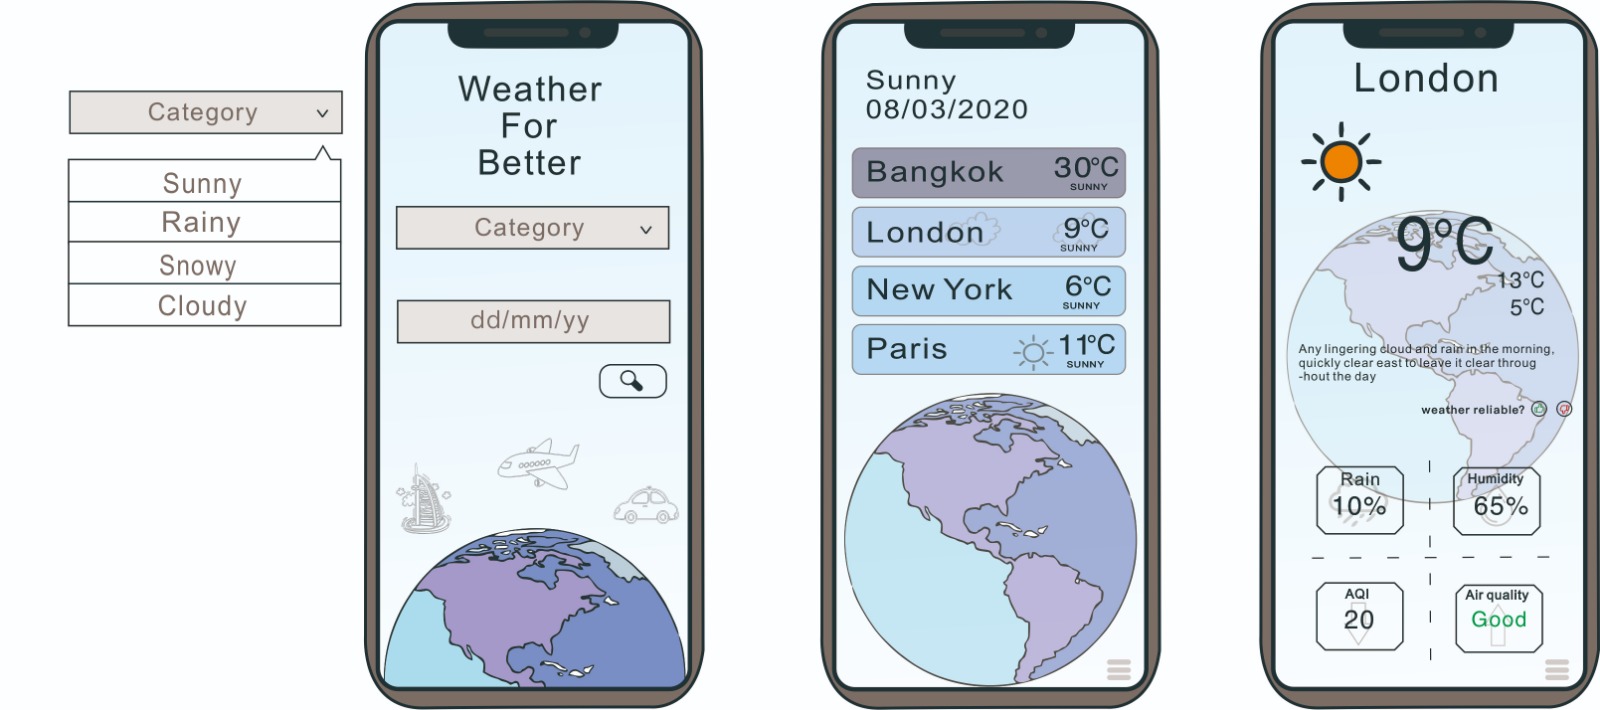 Category
Sunny
Rainy
Snowy
Cloudy
Weather
For
Better
Category
dd/mm/yy
Sunny
08/03/2020
Bangkok 30°C
SUNNY
London 9°C
SUNNY
New York 6°C
SUNNY
Paris 11°C
SUNNY
London
9°C
13°C
5°C
Any lingering cloud and rain in the morning,
quickly clear east to leave it clear throug
-hout the day
weather reliable?
Rain
10%
Humidity
65%
AQI
20
Air quality
Good